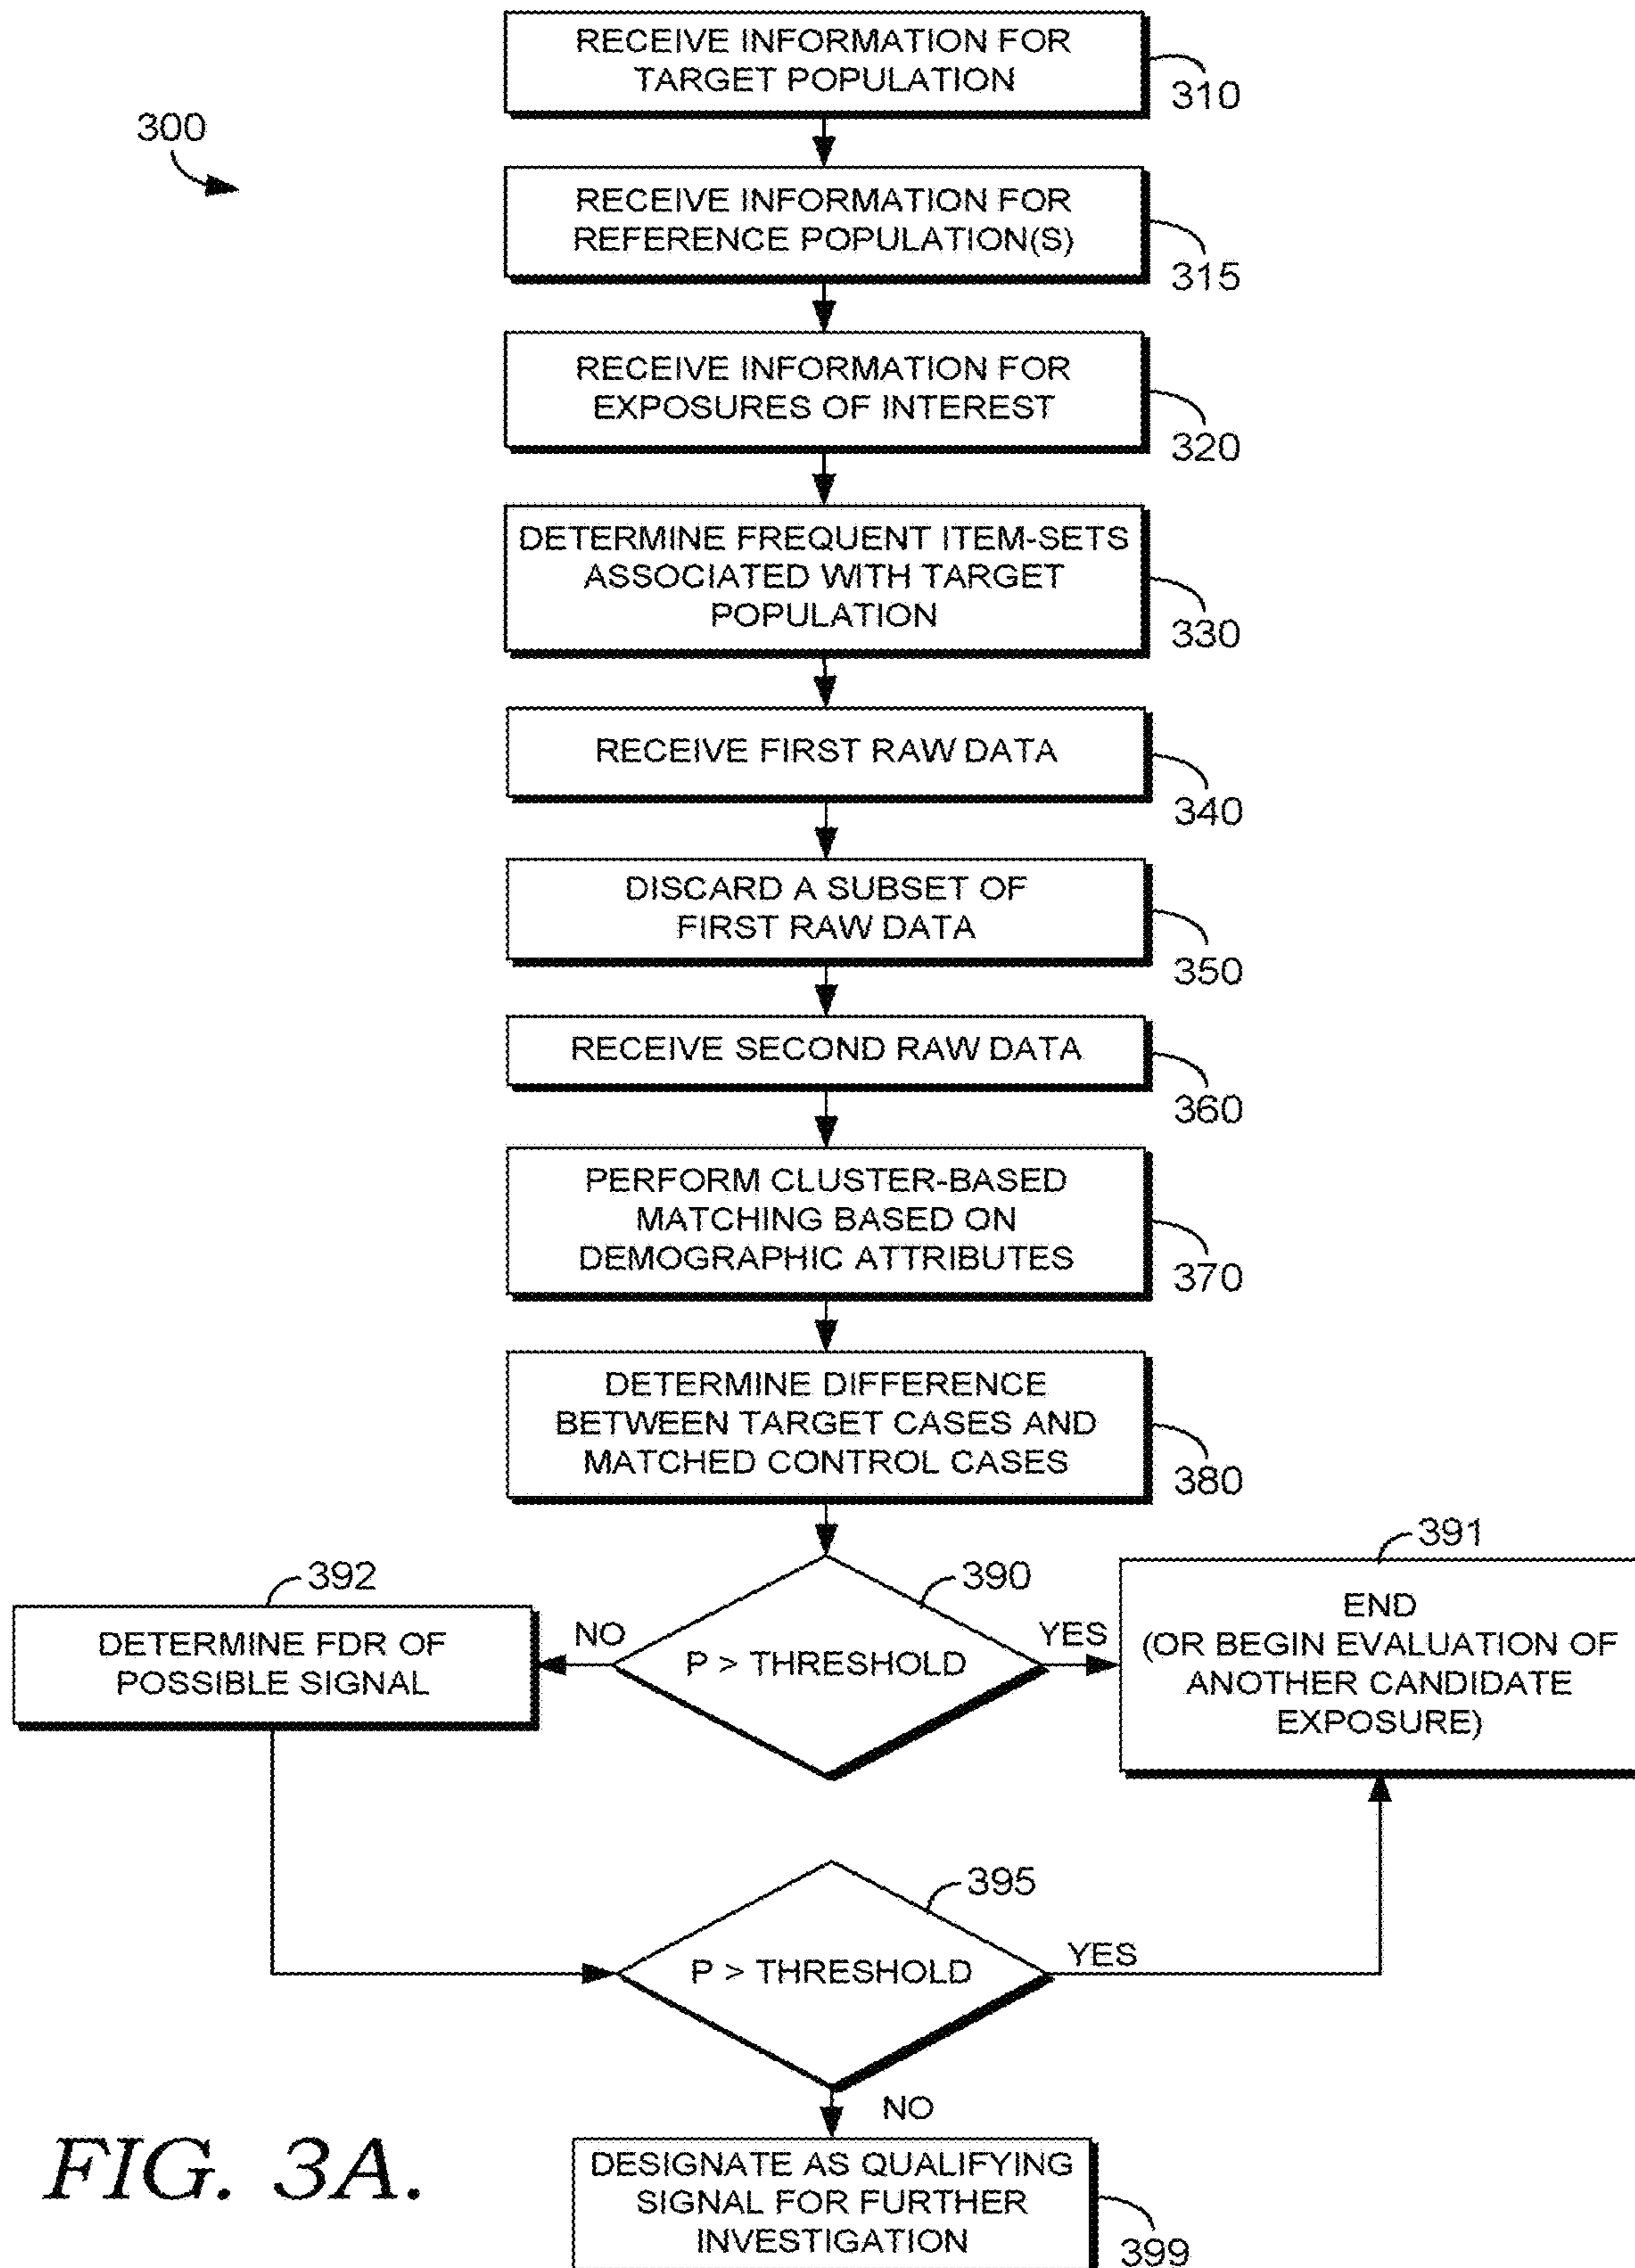 RECEIVE INFORMATION FOR
TARGET POPULATION
310
300
RECEIVE INFORMATION FOR
REFERENCE POPULATION(S)
315
RECEIVE INFORMATION FOR
EXPOSURES OF INTEREST
320
DETERMINE FREQUENT ITEM-SETS
ASSOCIATED WITH TARGET
POPULATION
330
RECEIVE FIRST RAW DATA
340
DISCARD A SUBSET OF
FIRST RAW DATA
350
RECEIVE SECOND RAW DATA
360
PERFORM CLUSTER-BASED
MATCHING BASED ON
DEMOGRAPHIC ATTRIBUTES
370
DETERMINE DIFFERENCE
BETWEEN TARGET CASES AND
MATCHED CONTROL CASES
380
392
DETERMINE FDR OF
POSSIBLE SIGNAL
NO
390
P > THRESHOLD
YES
391
END
(OR BEGIN EVALUATION OF
ANOTHER CANDIDATE
EXPOSURE)
395
P > THRESHOLD
YES
NO
DESIGNATE AS QUALIFYING
SIGNAL FOR FURTHER
INVESTIGATION
399
FIG. 3A.